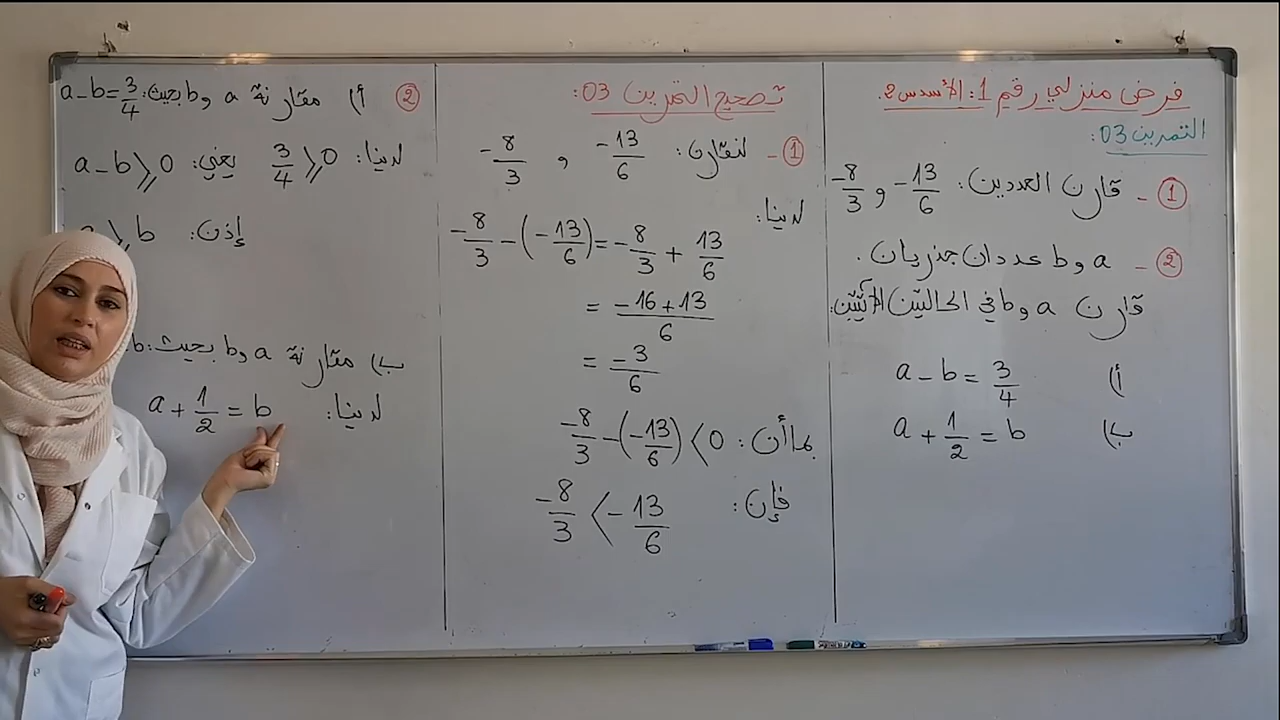 فرض منزلي رقم 1: الأسدس 2.
التمرين 03:
① - قارن العددين: -13/6 و -8/3
② - a و b عددان جذريان.
قارن a و b في الحالتين الآتيتين:
أ) a - b = 3/4
ب) a + 1/2 = b
تصحيح التمرين 03:
① - لنقارن: -13/6 , -8/3
لدينا:
-8/3 - (-13/6) = -8/3 + 13/6
= -16+13/6
= -3/6
بما أن: -8/3 - (-13/6) < 0
فإن: -8/3 < -13/6
② أ) مقارنة a و b بحيث: a - b = 3/4
لدينا: 3/4 ⩾ 0 يعني: a - b ⩾ 0
إذن: b
ب) مقارنة a و b بحيث:
لدينا: a + 1/2 = b